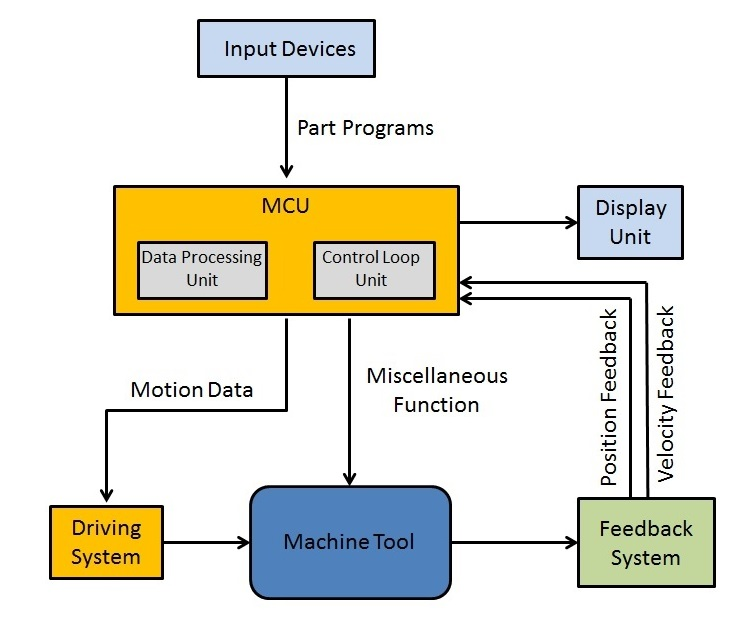 Input Devices
Part Programs
MCU
Data Processing
Unit
Control Loop
Unit
Display
Unit
Motion Data
Miscellaneous
Function
Position Feedback
Velocity Feedback
Driving
System
Machine Tool
Feedback
System